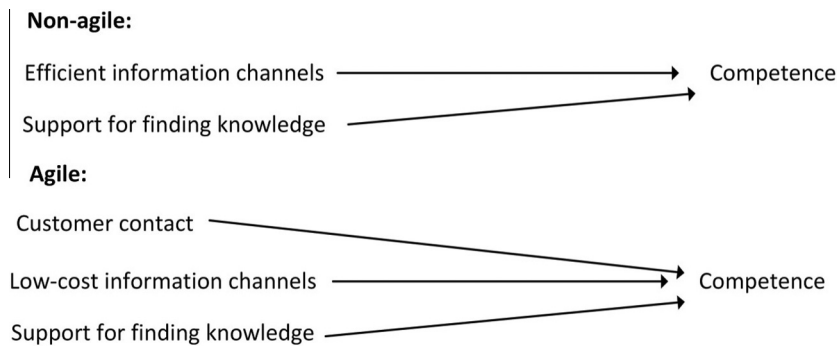 Non-agile:
Efficient information channels
Competence
Support for finding knowledge
Agile:
Customer contact
Low-cost information channels
Competence
Support for finding knowledge